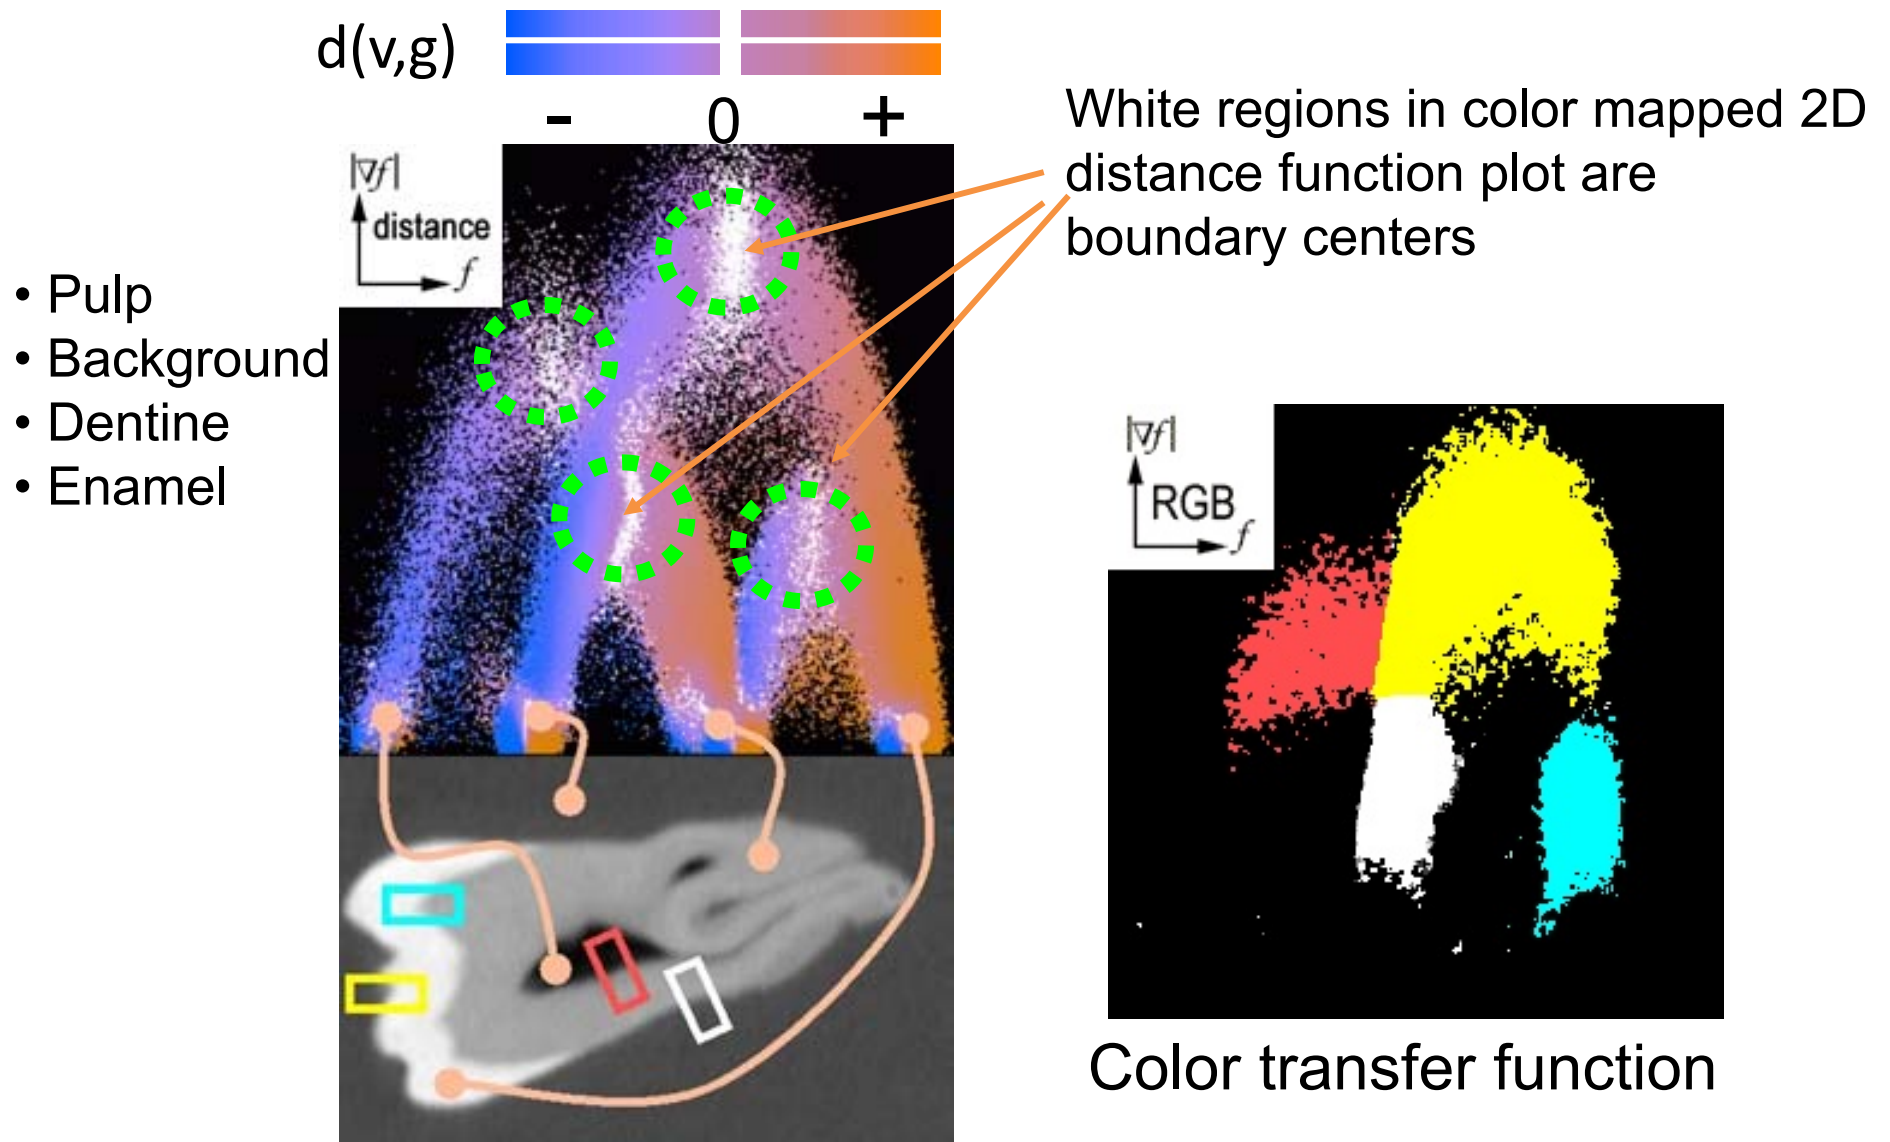 d(v,g)
- 0 +
White regions in color mapped 2D
distance function plot are
boundary centers
|∇f|
distance
f
• Pulp
• Background
• Dentine
• Enamel
|∇f|
RGB
f
Color transfer function